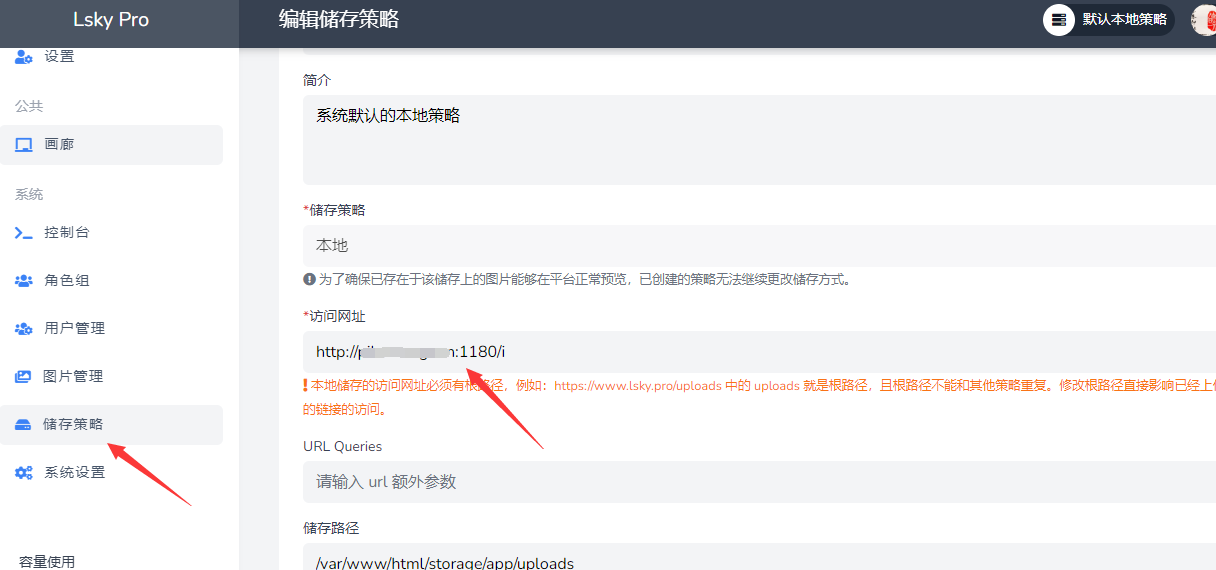 Lsky Pro
编辑储存策略
默认本地策略
设置
公共
画廊
系统
控制台
角色组
用户管理
图片管理
储存策略
系统设置
容量使用
简介
系统默认的本地策略
*储存策略
本地
为了确保已存在于该储存上的图片能够在平台正常预览，已创建的策略无法继续更改储存方式。
*访问网址
http://p :1180/i
本地储存的访问网址必须有根路径，例如：https://www.lsky.pro/uploads 中的 uploads 就是根路径，且根路径不能和其他策略重复。修改根路径直接影响已经上
的链接的访问。
URL Queries
请输入 url 额外参数
储存路径
/var/www/html/storage/app/uploads